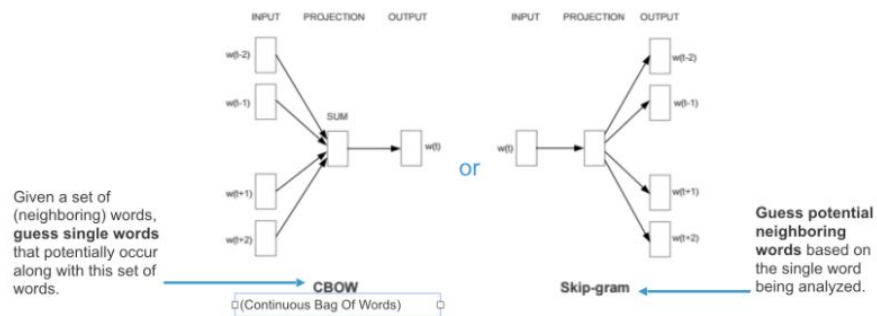 INPUT PROJECTION OUTPUT
INPUT PROJECTION OUTPUT
w(t-2)
w(t-1)
SUM
w(t)
w(t+1)
w(t+2)
or
w(t)
w(t-2)
w(t-1)
w(t+1)
w(t+2)
Given a set of
(neighboring) words,
guess single words
that potentially occur
along with this set of
words.
CBOW
(Continuous Bag Of Words)
Skip-gram
Guess potential
neighboring
words based on
the single word
being analyzed.